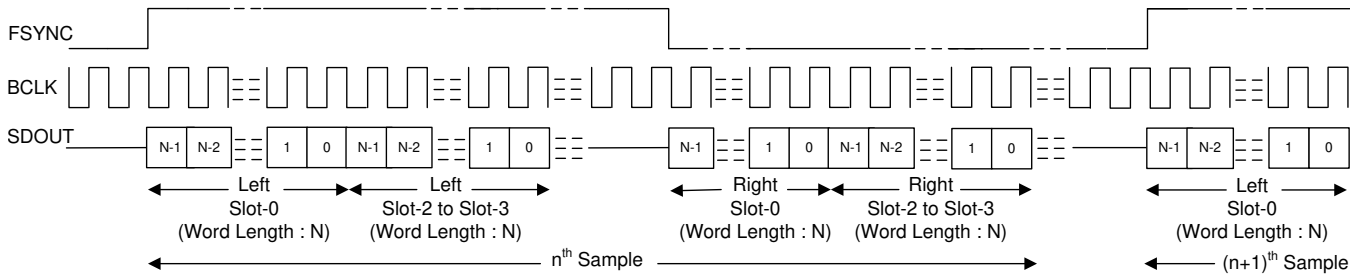 FSYNC
BCLK
SDOUT
N-1 N-2 1 0 N-1 N-2 1 0 N-1 1 0 N-1 N-2 1 0 N-1 N-2 1 0
Left Left Right Right Left
Slot-0 Slot-2 to Slot-3 Slot-0 Slot-2 to Slot-3 Slot-0
(Word Length : N) (Word Length : N) (Word Length : N) (Word Length : N) (Word Length : N)
nth Sample (n+1)th Sample